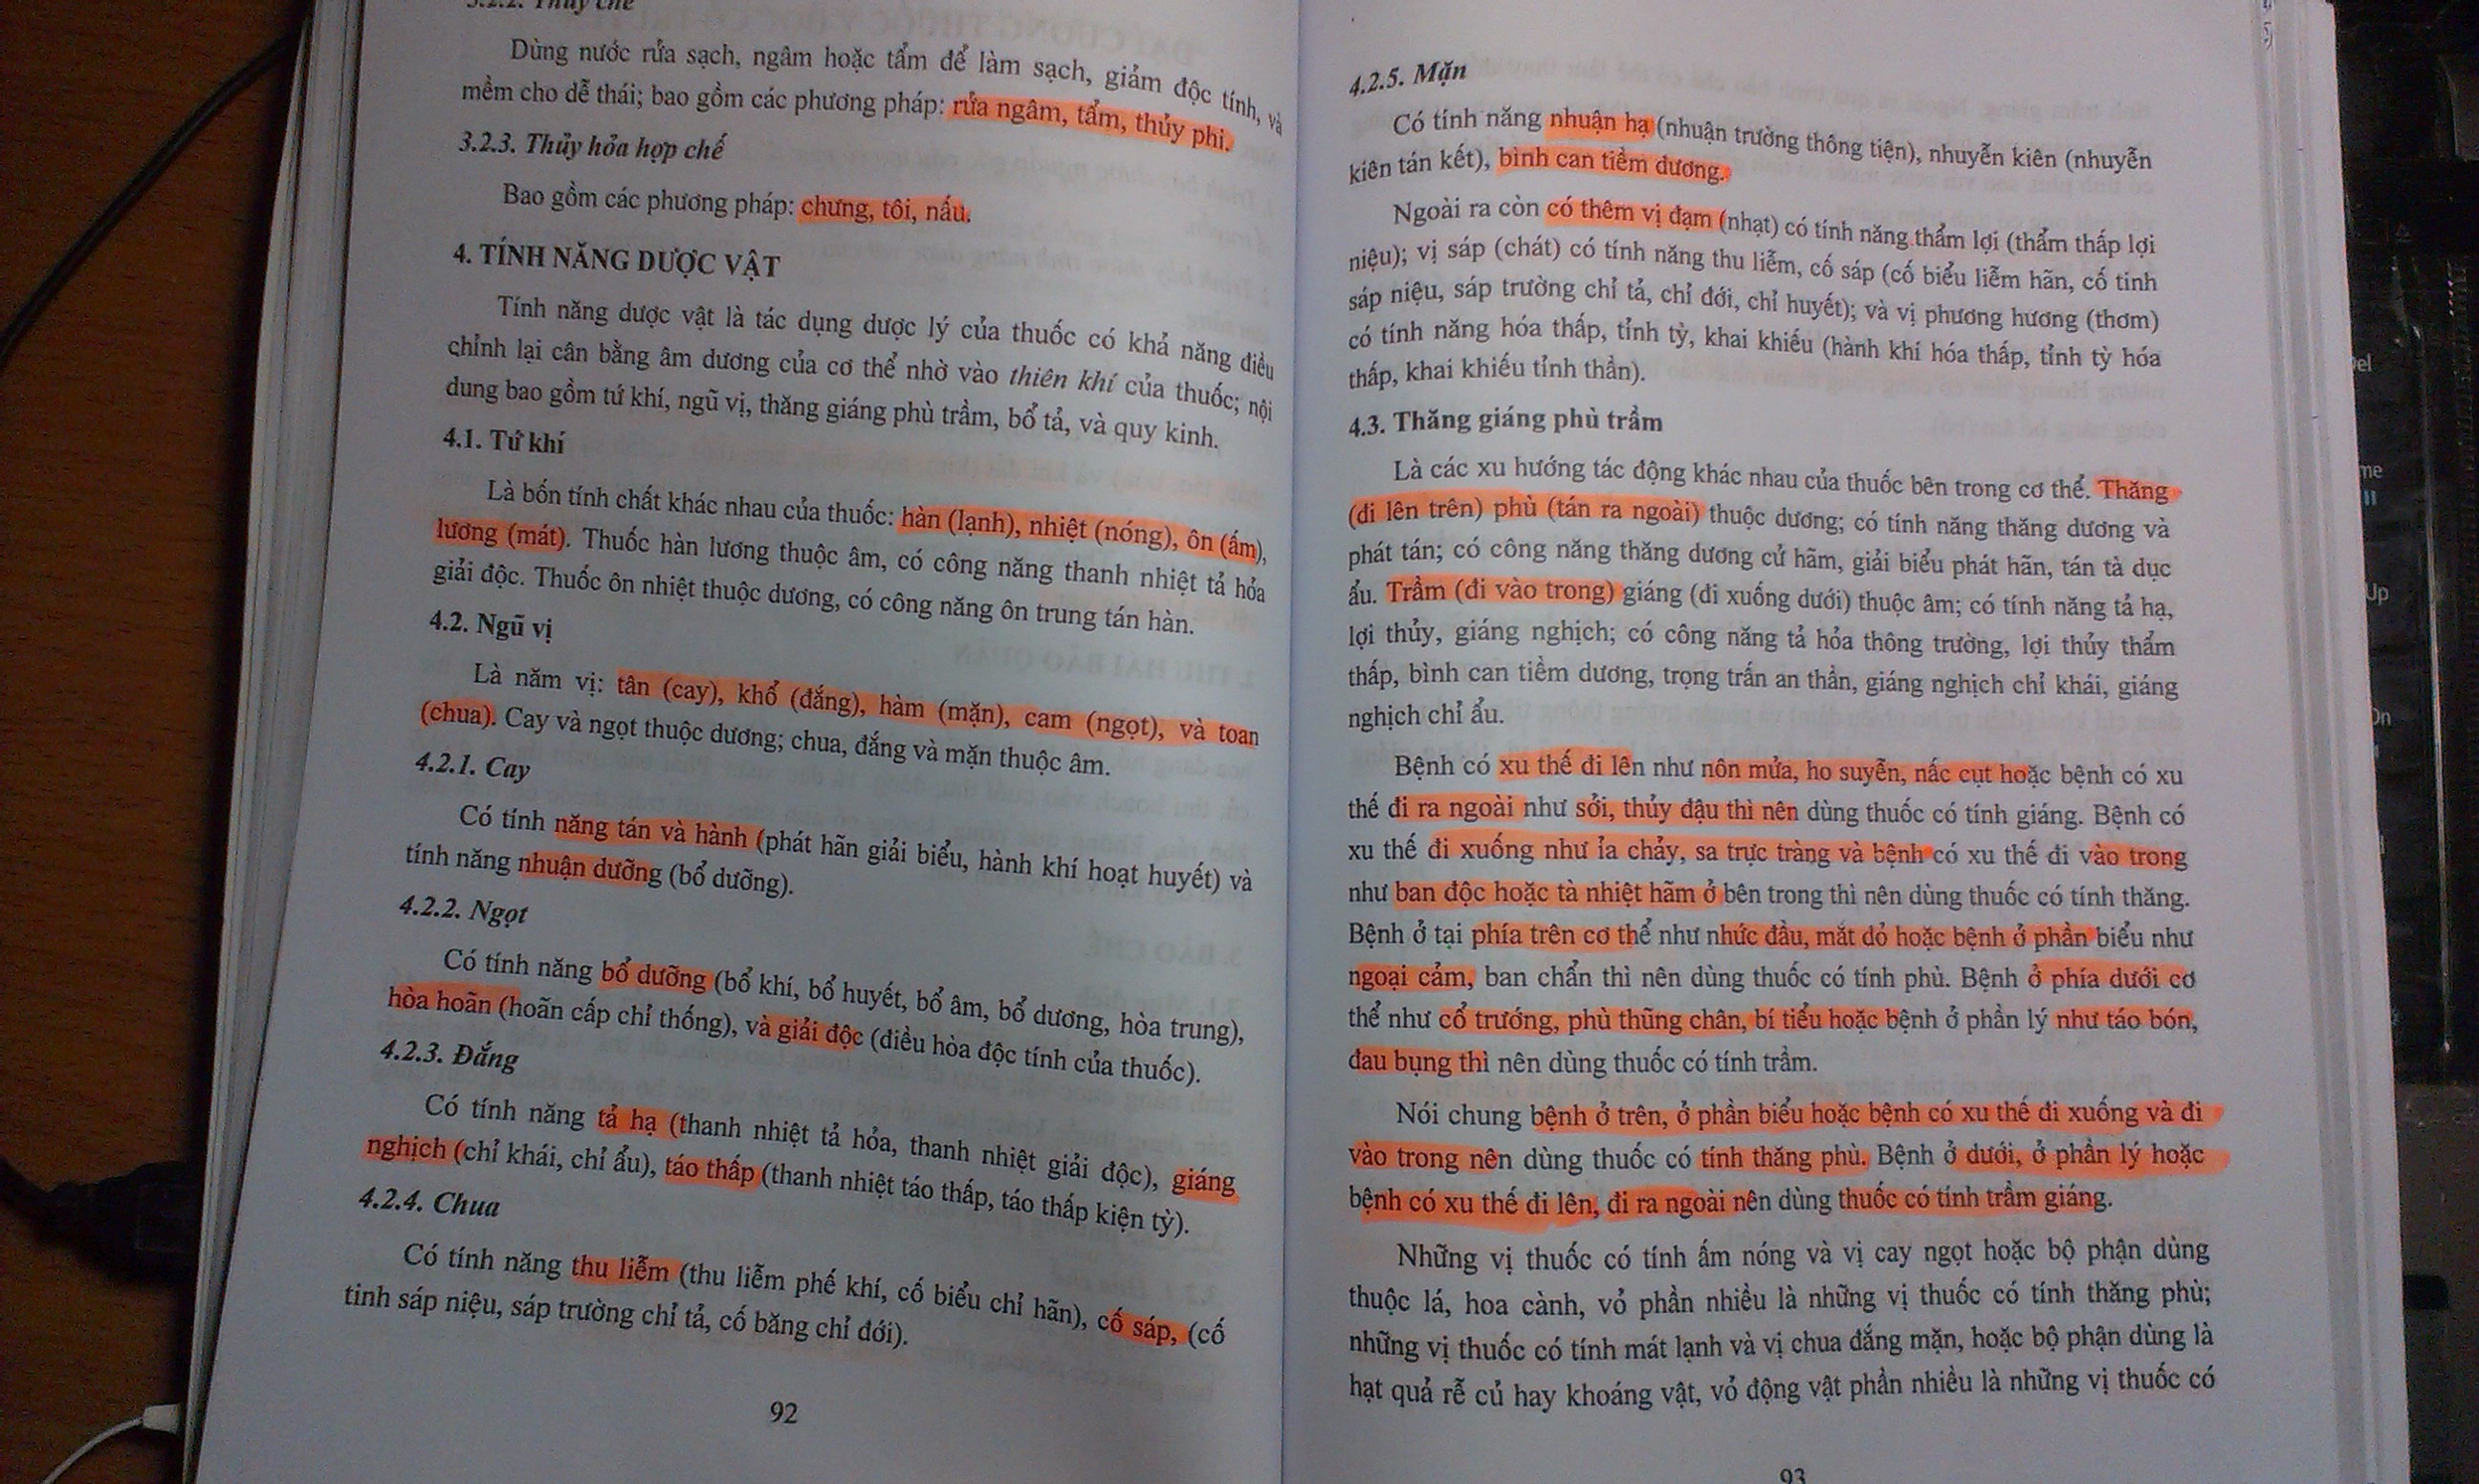 3.2.2. Thủy chế
Dùng nước rửa sạch, ngâm hoặc tẩm để làm sạch, giảm độc tính, và
mềm cho dễ thái; bao gồm các phương pháp: rửa ngâm, tẩm, thủy phi.
3.2.3. Thủy hỏa hợp chế
Bao gồm các phương pháp: chưng, tôi, nấu.
4. TÍNH NĂNG DƯỢC VẬT
Tính năng dược vật là tác dụng dược lý của thuốc có khả năng điều
chỉnh lại cân bằng âm dương của cơ thể nhờ vào thiên khí của thuốc; nội
dung bao gồm tứ khí, ngũ vị, thăng giáng phù trầm, bổ tả, và quy kinh.
4.1. Tứ khí
Là bốn tính chất khác nhau của thuốc: hàn (lạnh), nhiệt (nóng), ôn (ấm),
lương (mát). Thuốc hàn lương thuộc âm, có công năng thanh nhiệt tả hỏa
giải độc. Thuốc ôn nhiệt thuộc dương, có công năng ôn trung tán hàn.
4.2. Ngũ vị
Là năm vị: tân (cay), khổ (đắng), hàm (mặn), cam (ngọt), và toan
(chua). Cay và ngọt thuộc dương; chua, đắng và mặn thuộc âm.
4.2.1. Cay
Có tính năng tán và hành (phát hãn giải biểu, hành khí hoạt huyết) và
tính năng nhuận dưỡng (bổ dưỡng).
4.2.2. Ngọt
Có tính năng bổ dưỡng (bổ khí, bổ huyết, bổ âm, bổ dương, hòa trung),
hòa hoãn (hoãn cấp chỉ thống), và giải độc (điều hòa độc tính của thuốc).
4.2.3. Đắng
Có tính năng tả hạ (thanh nhiệt tả hỏa, thanh nhiệt giải độc), giáng
nghịch (chỉ khái, chỉ ẩu), táo thấp (thanh nhiệt táo thấp, táo thấp kiện tỳ).
4.2.4. Chua
Có tính năng thu liễm (thu liễm phế khí, cố biểu chỉ hãn), cố sáp, (cố
tinh sáp niệu, sáp trường chỉ tả, cố băng chỉ đới).
92
4.2.5. Mặn
Có tính năng nhuận hạ (nhuận trường thông tiện), nhuyễn kiên (nhuyễn
kiên tán kết), bình can tiềm dương.
Ngoài ra còn có thêm vị đạm (nhạt) có tính năng thẩm lợi (thẩm thấp lợi
niệu); vị sáp (chát) có tính năng thu liễm, cố sáp (cố biểu liễm hãn, cố tinh
sáp niệu, sáp trường chỉ tả, chỉ đới, chỉ huyết); và vị phương hương (thơm)
có tính năng hóa thấp, tỉnh tỳ, khai khiếu (hành khí hóa thấp, tỉnh tỳ hóa
thấp, khai khiếu tỉnh thần).
4.3. Thăng giáng phù trầm
Là các xu hướng tác động khác nhau của thuốc bên trong cơ thể. Thăng
(đi lên trên) phù (tán ra ngoài) thuộc dương; có tính năng thăng dương và
phát tán; có công năng thăng dương cử hãm, giải biểu phát hãn, tán tà dục
ẩu. Trầm (đi vào trong) giáng (đi xuống dưới) thuộc âm; có tính năng tả hạ,
lợi thủy, giáng nghịch; có công năng tả hỏa thông trường, lợi thủy thẩm
thấp, bình can tiềm dương, trọng trấn an thần, giáng nghịch chỉ khái, giáng
nghịch chỉ ẩu.
Bệnh có xu thế đi lên như nôn mửa, ho suyễn, nấc cụt hoặc bệnh có xu
thế đi ra ngoài như sởi, thủy đậu thì nên dùng thuốc có tính giáng. Bệnh có
xu thế đi xuống như ỉa chảy, sa trực tràng và bệnh có xu thế đi vào trong
như ban độc hoặc tà nhiệt hãm ở bên trong thì nên dùng thuốc có tính thăng.
Bệnh ở tại phía trên cơ thể như nhức đầu, mắt đỏ hoặc bệnh ở phần biểu như
ngoại cảm, ban chẩn thì nên dùng thuốc có tính phù. Bệnh ở phía dưới cơ
thể như cổ trướng, phù thũng chân, bí tiểu hoặc bệnh ở phần lý như táo bón,
đau bụng thì nên dùng thuốc có tính trầm.
Nói chung bệnh ở trên, ở phần biểu hoặc bệnh có xu thế đi xuống và đi
vào trong nên dùng thuốc có tính thăng phù. Bệnh ở dưới, ở phần lý hoặc
bệnh có xu thế đi lên, đi ra ngoài nên dùng thuốc có tính trầm giáng.
Những vị thuốc có tính ấm nóng và vị cay ngọt hoặc bộ phận dùng
thuộc lá, hoa cành, vỏ phần nhiều là những vị thuốc có tính thăng phù;
những vị thuốc có tính mát lạnh và vị chua đắng mặn, hoặc bộ phận dùng là
hạt quả rễ củ hay khoáng vật, vỏ động vật phần nhiều là những vị thuốc có
93